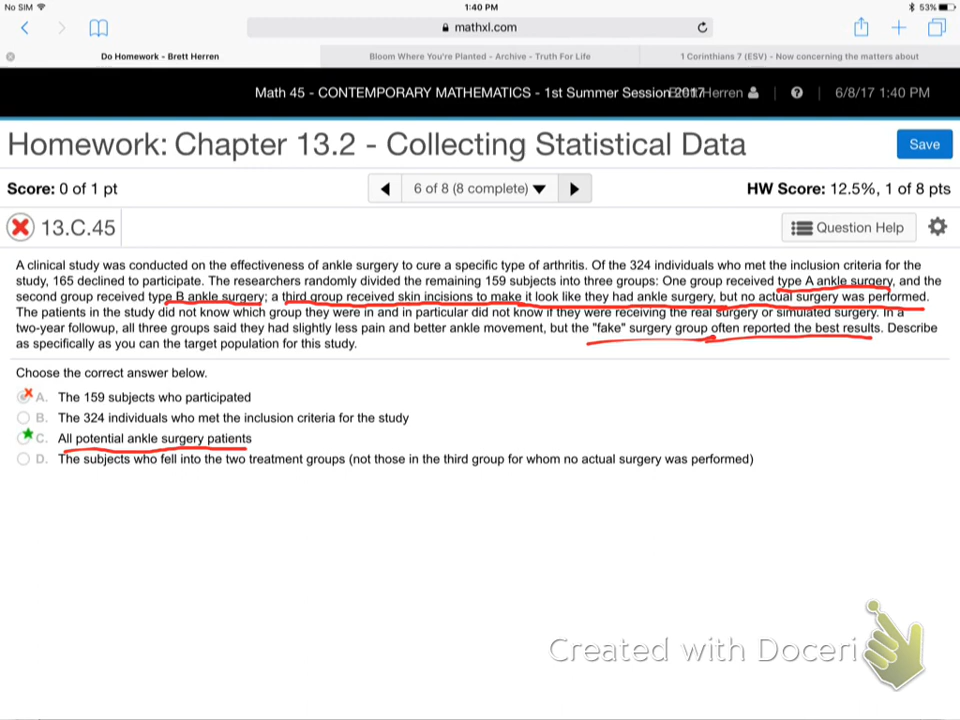 No SIM 1:40 PM 53%
mathxl.com
Do Homework - Brett Herren Bloom Where You're Planted - Archive - Truth For Life 1 Corinthians 7 (ESV) - Now concerning the matters about
Math 45 - CONTEMPORARY MATHEMATICS - 1st Summer Session 2017 Herren 6/8/17 1:40 PM
Homework: Chapter 13.2 - Collecting Statistical Data Save
Score: 0 of 1 pt 6 of 8 (8 complete) HW Score: 12.5%, 1 of 8 pts
13.C.45 Question Help
A clinical study was conducted on the effectiveness of ankle surgery to cure a specific type of arthritis. Of the 324 individuals who met the inclusion criteria for the
study, 165 declined to participate. The researchers randomly divided the remaining 159 subjects into three groups: One group received type A ankle surgery, and the
second group received type B ankle surgery; a third group received skin incisions to make it look like they had ankle surgery, but no actual surgery was performed.
The patients in the study did not know which group they were in and in particular did not know if they were receiving the real surgery or simulated surgery. In a
two-year followup, all three groups said they had slightly less pain and better ankle movement, but the "fake" surgery group often reported the best results. Describe
as specifically as you can the target population for this study.
Choose the correct answer below.
A. The 159 subjects who participated
B. The 324 individuals who met the inclusion criteria for the study
C. All potential ankle surgery patients
D. The subjects who fell into the two treatment groups (not those in the third group for whom no actual surgery was performed)
Created with Doceri